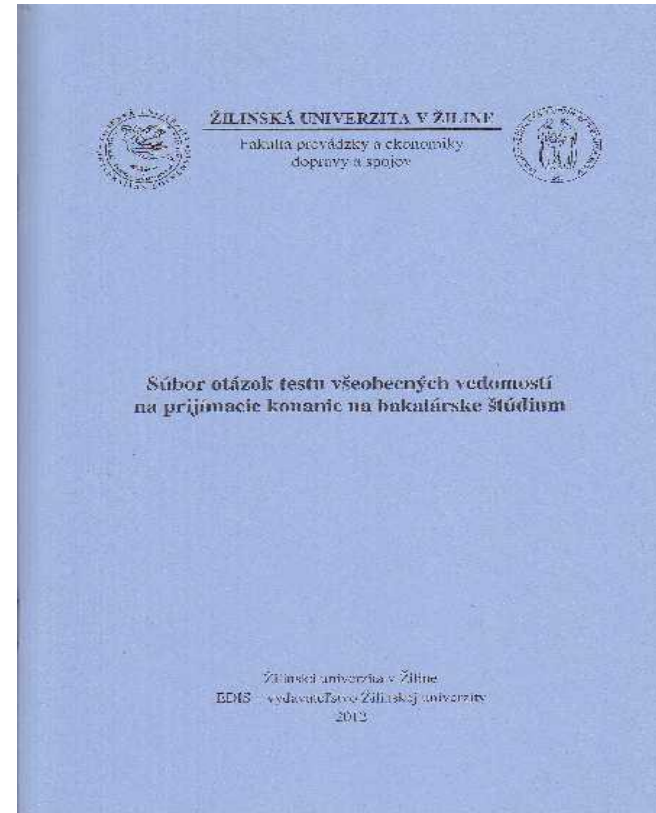 ŽILINSKÁ UNIVERZITA V ŽILINE
Fakulta prevádzky a ekonomiky
dopravy a spojov
Súbor otázok testu všeobecných vedomostí
na prijímacie konanie na bakalárske štúdium
Žilinská univerzita v Žiline
EDIS – vydavateľstvo Žilinskej univerzity
2012